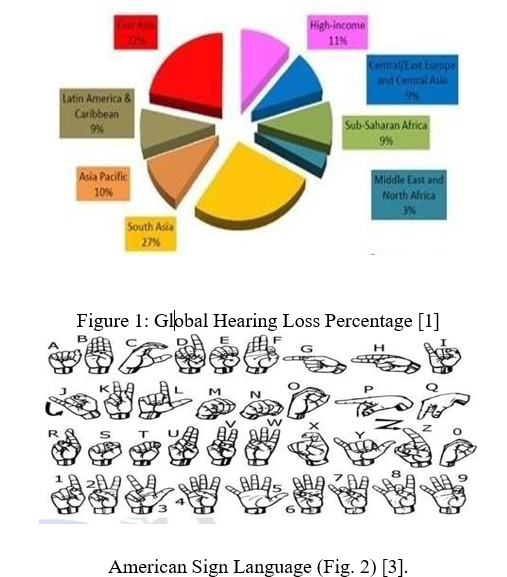 East Asia
22%
High-income
11%
Central/East Europe
and Central Asia
9%
Latin America &
Caribbean
9%
Sub-Saharan Africa
9%
Asia Pacific
10%
Middle East and
North Africa
3%
South Asia
27%
Figure 1: Global Hearing Loss Percentage [1]
A B C D E F G H I
J K L M N O P Q
R S T U V W X Y Z Z 0
1 2 3 4 5 6 7 8 9
American Sign Language (Fig. 2) [3].